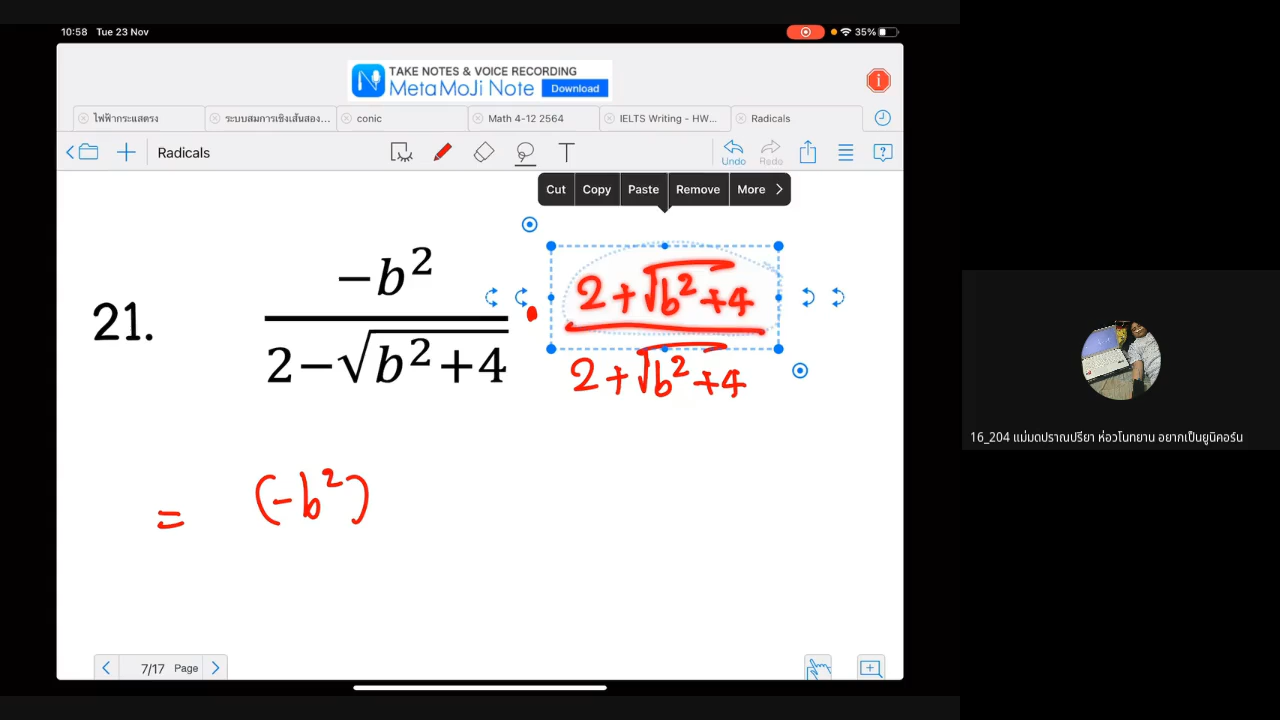 10:58 Tue 23 Nov 35%
TAKE NOTES & VOICE RECORDING
MetaMoJi Note Download
ไฟฟ้ากระแสตรง ระบบสมการเชิงเส้นสอง... conic Math 4-12 2564 IELTS Writing - HW... Radicals
Radicals T Undo Redo
Cut Copy Paste Remove More
21. −b² / (2−√(b²+4)) • (2+√(b²+4)) / (2+√(b²+4))
= (−b²)
7/17 Page
16_204 แม่มดปราณปรียา ห่อวโนทยาน อยากเป็นยูนิคอร์น